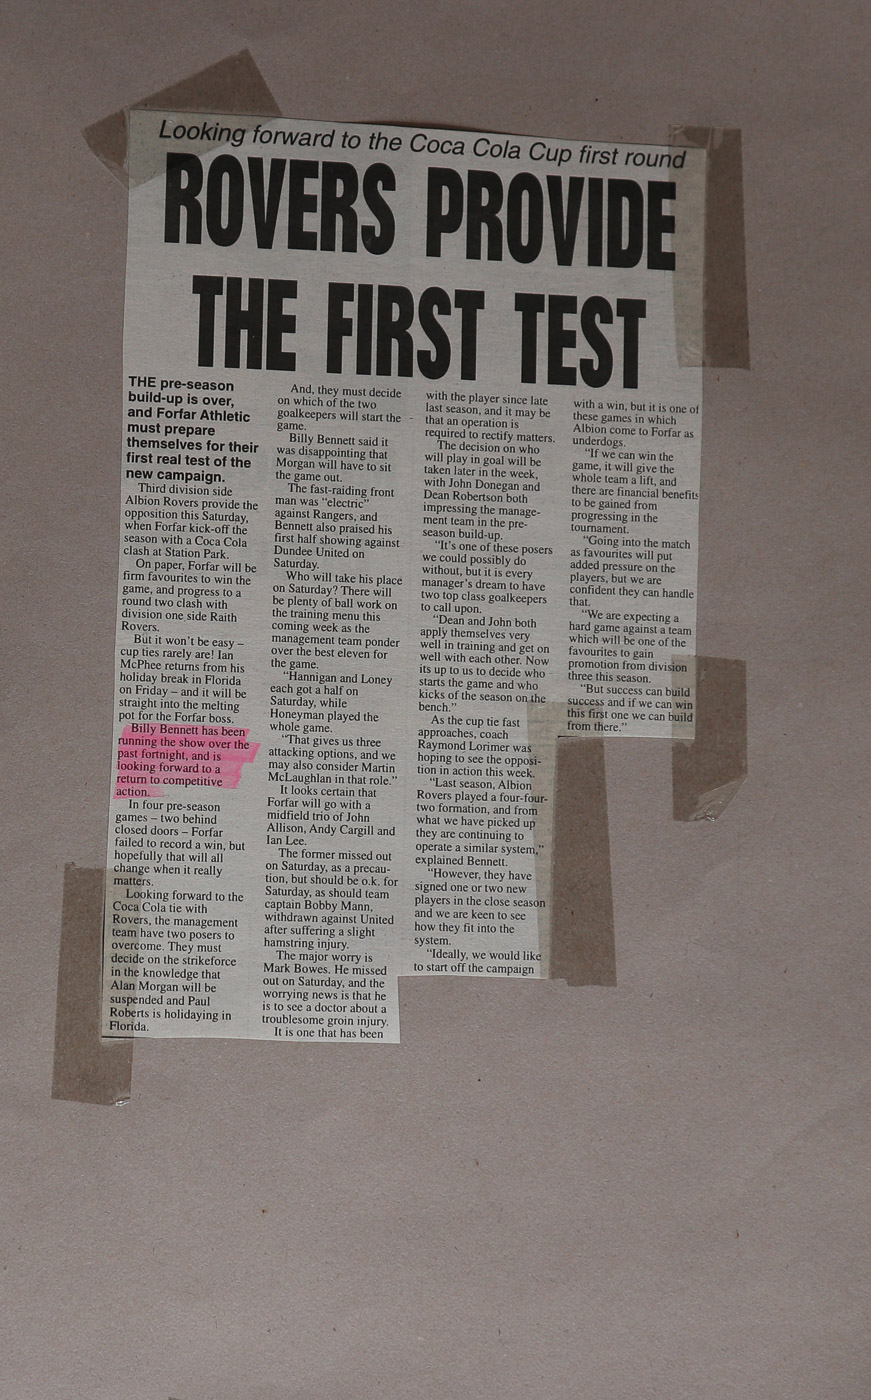 Looking forward to the Coca Cola Cup first round
ROVERS PROVIDE
THE FIRST TEST
THE pre-season
build-up is over,
and Forfar Athletic
must prepare
themselves for their
first real test of the
new campaign.
Third division side
Albion Rovers provide the
opposition this Saturday,
when Forfar kick-off the
season with a Coca Cola
clash at Station Park.
On paper, Forfar will be
firm favourites to win the
game, and progress to a
round two clash with
division one side Raith
Rovers.
But it won't be easy –
cup ties rarely are! Ian
McPhee returns from his
holiday break in Florida
on Friday – and it will be
straight into the melting
pot for the Forfar boss.
Billy Bennett has been
running the show over the
past fortnight, and is
looking forward to a
return to competitive
action.
In four pre-season
games – two behind
closed doors – Forfar
failed to record a win, but
hopefully that will all
change when it really
matters.
Looking forward to the
Coca Cola tie with
Rovers, the management
team have two posers to
overcome. They must
decide on the strikeforce
in the knowledge that
Alan Morgan will be
suspended and Paul
Roberts is holidaying in
Florida.
And, they must decide
on which of the two
goalkeepers will start the
game.
Billy Bennett said it
was disappointing that
Morgan will have to sit
the game out.
The fast-raiding front
man was "electric"
against Rangers, and
Bennett also praised his
first half showing against
Dundee United on
Saturday.
Who will take his place
on Saturday? There will
be plenty of ball work on
the training menu this
coming week as the
management team ponder
over the best eleven for
the game.
"Hannigan and Loney
each got a half on
Saturday, while
Honeyman played the
whole game.
"That gives us three
attacking options, and we
may also consider Martin
McLaughlan in that role."
It looks certain that
Forfar will go with a
midfield trio of John
Allison, Andy Cargill and
Ian Lee.
The former missed out
on Saturday, as a precau-
tion, but should be o.k. for
Saturday, as should team
captain Bobby Mann,
withdrawn against United
after suffering a slight
hamstring injury.
The major worry is
Mark Bowes. He missed
out on Saturday, and the
worrying news is that he
is to see a doctor about a
troublesome groin injury.
It is one that has been
with the player since late
last season, and it may be
that an operation is
required to rectify matters.
The decision on who
will play in goal will be
taken later in the week,
with John Donegan and
Dean Robertson both
impressing the manage-
ment team in the pre-
season build-up.
"It's one of these posers
we could possibly do
without, but it is every
manager's dream to have
two top class goalkeepers
to call upon.
"Dean and John both
apply themselves very
well in training and get on
well with each other. Now
its up to us to decide who
starts the game and who
kicks of the season on the
bench."
As the cup tie fast
approaches, coach
Raymond Lorimer was
hoping to see the opposi-
tion in action this week.
"Last season, Albion
Rovers played a four-four-
two formation, and from
what we have picked up
they are continuing to
operate a similar system,"
explained Bennett.
"However, they have
signed one or two new
players in the close season
and we are keen to see
how they fit into the
system.
"Ideally, we would like
to start off the campaign
with a win, but it is one of
these games in which
Albion come to Forfar as
underdogs.
"If we can win the
game, it will give the
whole team a lift, and
there are financial benefits
to be gained from
progressing in the
tournament.
"Going into the match
as favourites will put
added pressure on the
players, but we are
confident they can handle
that.
"We are expecting a
hard game against a team
which will be one of the
favourites to gain
promotion from division
three this season.
"But success can build
success and if we can win
this first one we can build
from there."